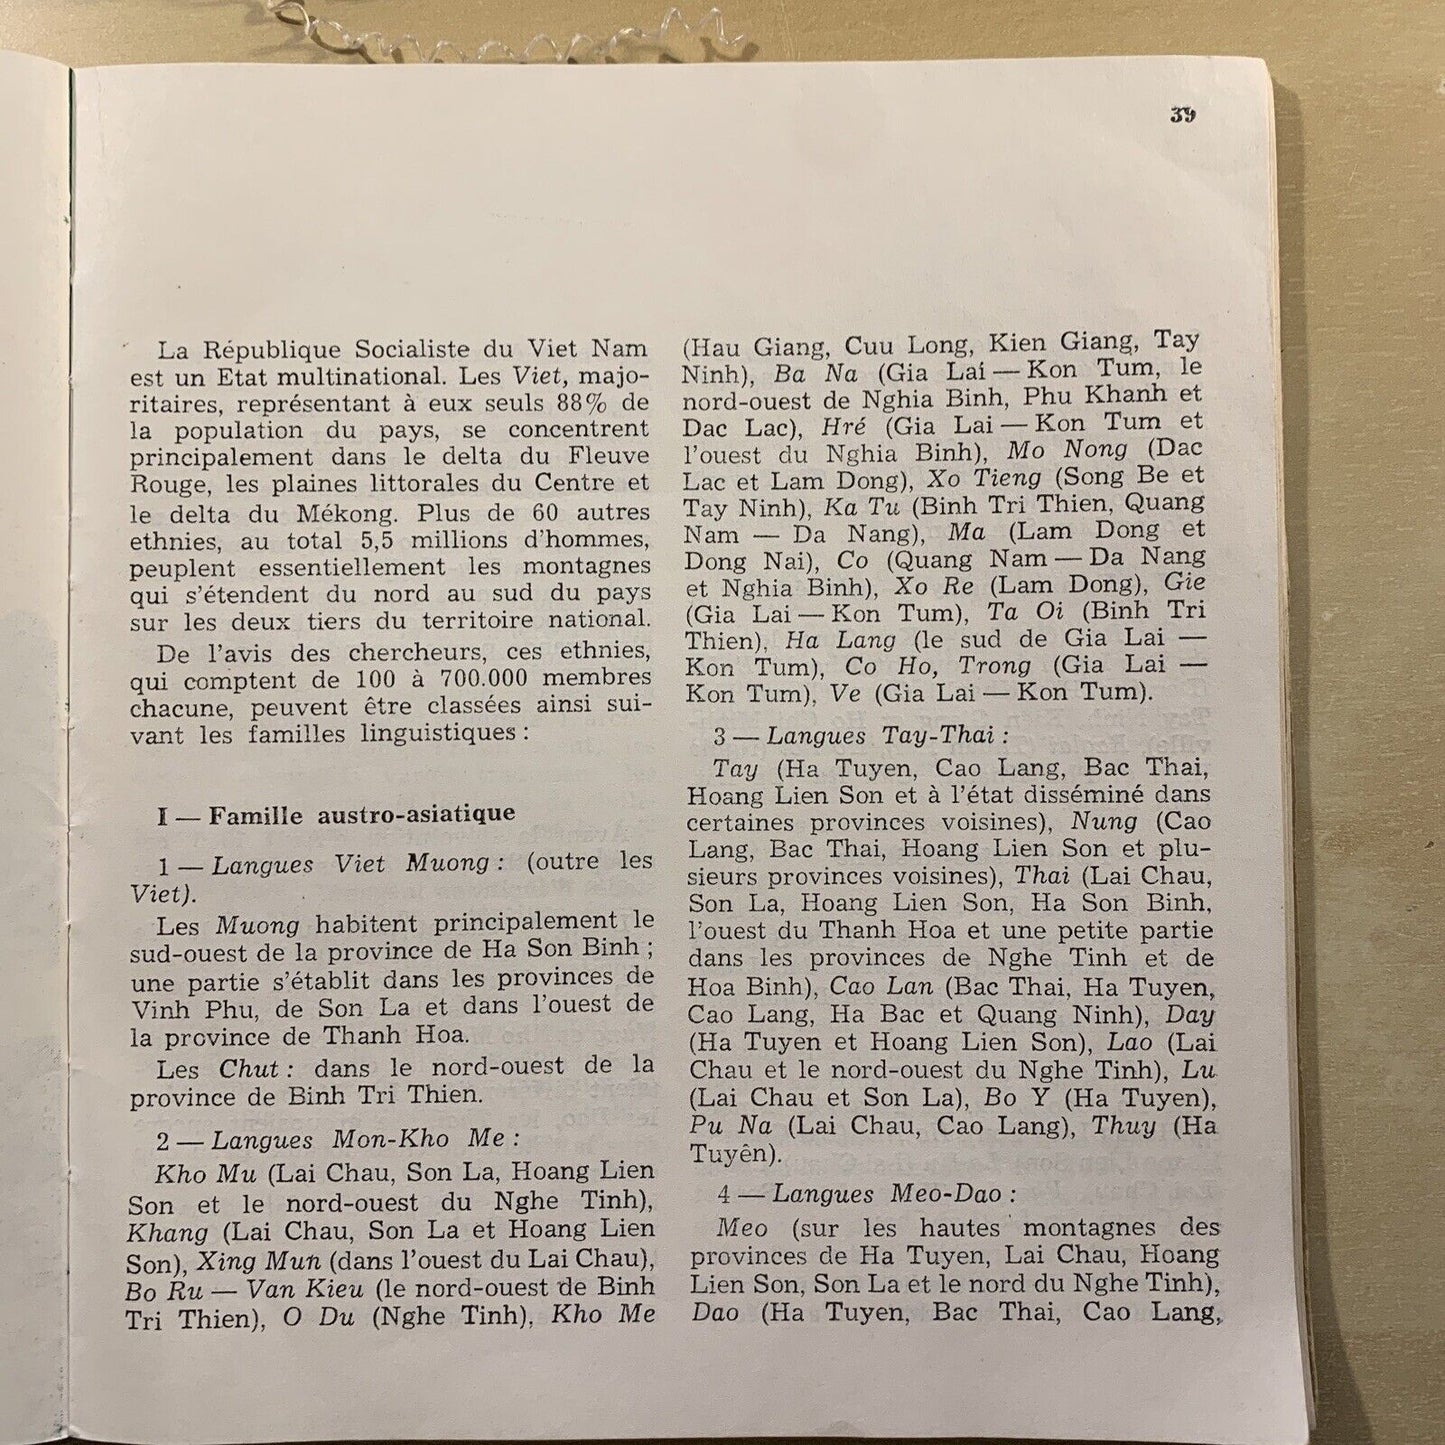 39
La République Socialiste du Viet Nam
est un Etat multinational. Les Viet, majo-
ritaires, représentant à eux seuls 88% de
la population du pays, se concentrent
principalement dans le delta du Fleuve
Rouge, les plaines littorales du Centre et
le delta du Mékong. Plus de 60 autres
ethnies, au total 5,5 millions d'hommes,
peuplent essentiellement les montagnes
qui s'étendent du nord au sud du pays
sur les deux tiers du territoire national.
De l'avis des chercheurs, ces ethnies,
qui comptent de 100 à 700.000 membres
chacune, peuvent être classées ainsi sui-
vant les familles linguistiques :
I — Famille austro-asiatique
1 — Langues Viet Muong : (outre les
Viet).
Les Muong habitent principalement le
sud-ouest de la province de Ha Son Binh ;
une partie s'établit dans les provinces de
Vinh Phu, de Son La et dans l'ouest de
la province de Thanh Hoa.
Les Chut : dans le nord-ouest de la
province de Binh Tri Thien.
2 — Langues Mon-Kho Me :
Kho Mu (Lai Chau, Son La, Hoang Lien
Son et le nord-ouest du Nghe Tinh),
Khang (Lai Chau, Son La et Hoang Lien
Son), Xing Mun (dans l'ouest du Lai Chau),
Bo Ru — Van Kieu (le nord-ouest de Binh
Tri Thien), O Du (Nghe Tinh), Kho Me
(Hau Giang, Cuu Long, Kien Giang, Tay
Ninh), Ba Na (Gia Lai — Kon Tum, le
nord-ouest de Nghia Binh, Phu Khanh et
Dac Lac), Hré (Gia Lai — Kon Tum et
l'ouest du Nghia Binh), Mo Nong (Dac
Lac et Lam Dong), Xo Tieng (Song Be et
Tay Ninh), Ka Tu (Binh Tri Thien, Quang
Nam — Da Nang), Ma (Lam Dong et
Dong Nai), Co (Quang Nam — Da Nang
et Nghia Binh), Xo Re (Lam Dong), Gie
(Gia Lai — Kon Tum), Ta Oi (Binh Tri
Thien), Ha Lang (le sud de Gia Lai —
Kon Tum), Co Ho, Trong (Gia Lai —
Kon Tum), Ve (Gia Lai — Kon Tum).
3 — Langues Tay-Thai :
Tay (Ha Tuyen, Cao Lang, Bac Thai,
Hoang Lien Son et à l'état disséminé dans
certaines provinces voisines), Nung (Cao
Lang, Bac Thai, Hoang Lien Son et plu-
sieurs provinces voisines), Thai (Lai Chau,
Son La, Hoang Lien Son, Ha Son Binh,
l'ouest du Thanh Hoa et une petite partie
dans les provinces de Nghe Tinh et de
Hoa Binh), Cao Lan (Bac Thai, Ha Tuyen,
Cao Lang, Ha Bac et Quang Ninh), Day
(Ha Tuyen et Hoang Lien Son), Lao (Lai
Chau et le nord-ouest du Nghe Tinh), Lu
(Lai Chau et Son La), Bo Y (Ha Tuyen),
Pu Na (Lai Chau, Cao Lang), Thuy (Ha
Tuyên).
4 — Langues Meo-Dao :
Meo (sur les hautes montagnes des
provinces de Ha Tuyen, Lai Chau, Hoang
Lien Son, Son La et le nord du Nghe Tinh),
Dao (Ha Tuyen, Bac Thai, Cao Lang,